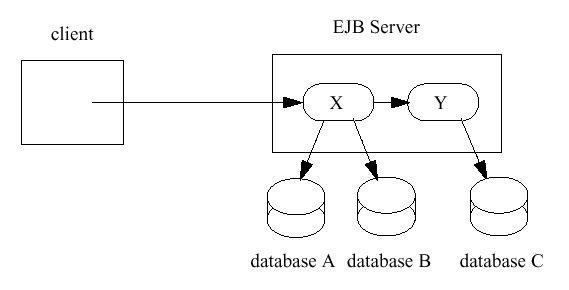 client
EJB Server
X
Y
database A
database B
database C